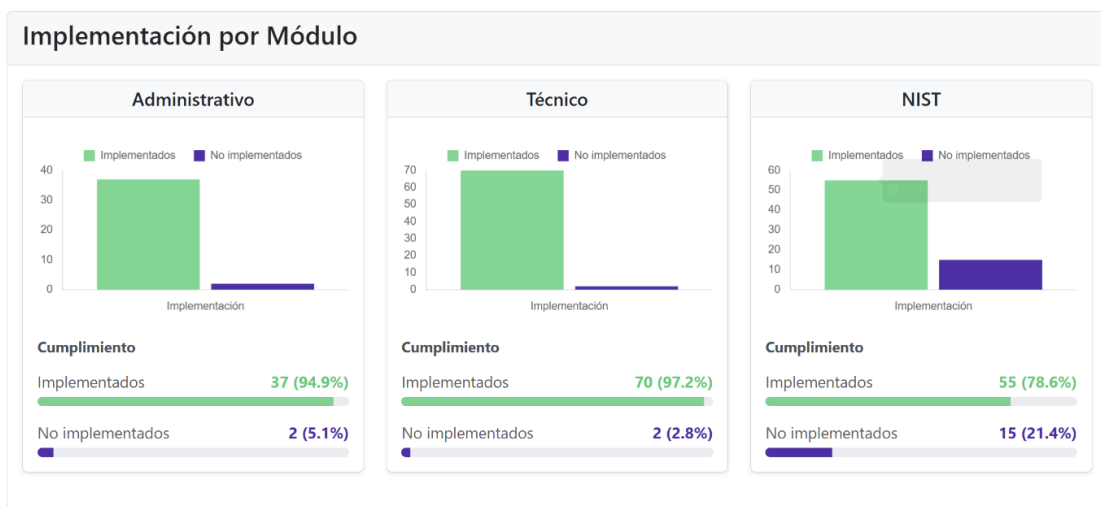 Implementación por Módulo
Administrativo
Implementados No implementados
40
30
20
10
0
Implementación
Cumplimiento
Implementados 37 (94.9%)
No implementados 2 (5.1%)
Técnico
Implementados No implementados
70
60
50
40
30
20
10
0
Implementación
Cumplimiento
Implementados 70 (97.2%)
No implementados 2 (2.8%)
NIST
Implementados No implementados
60
50
40
30
20
10
0
Implementación
Cumplimiento
Implementados 55 (78.6%)
No implementados 15 (21.4%)